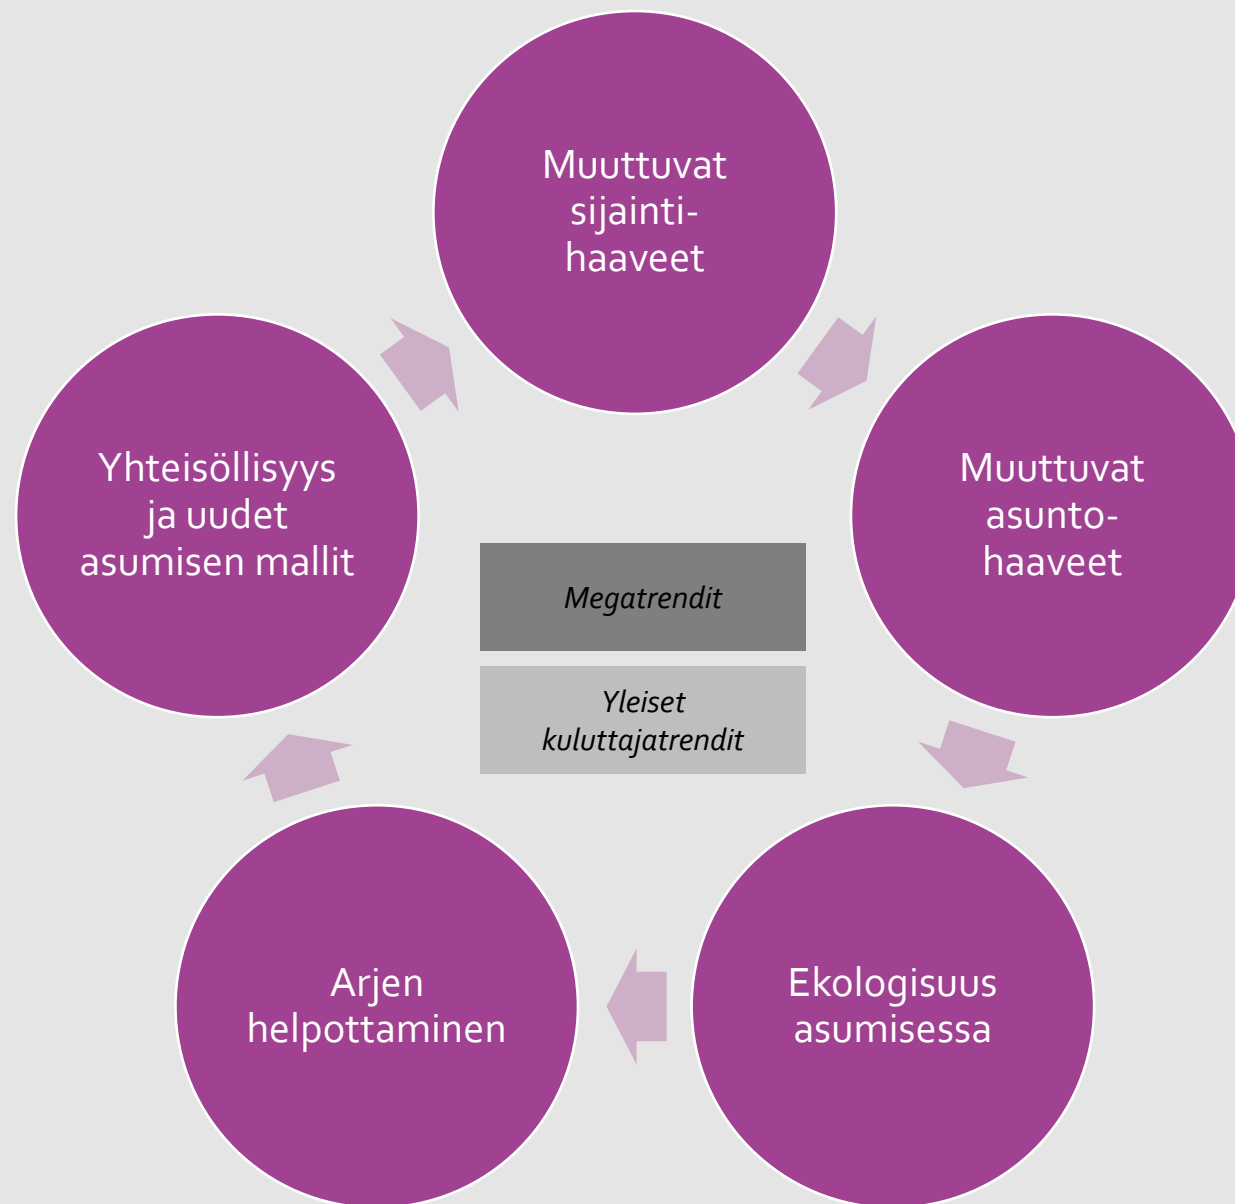 Muuttuvat
sijainti-
haaveet
Muuttuvat
asunto-
haaveet
Ekologisuus
asumisessa
Arjen
helpottaminen
Yhteisöllisyys
ja uudet
asumisen mallit
Megatrendit
Yleiset
kuluttajatrendit